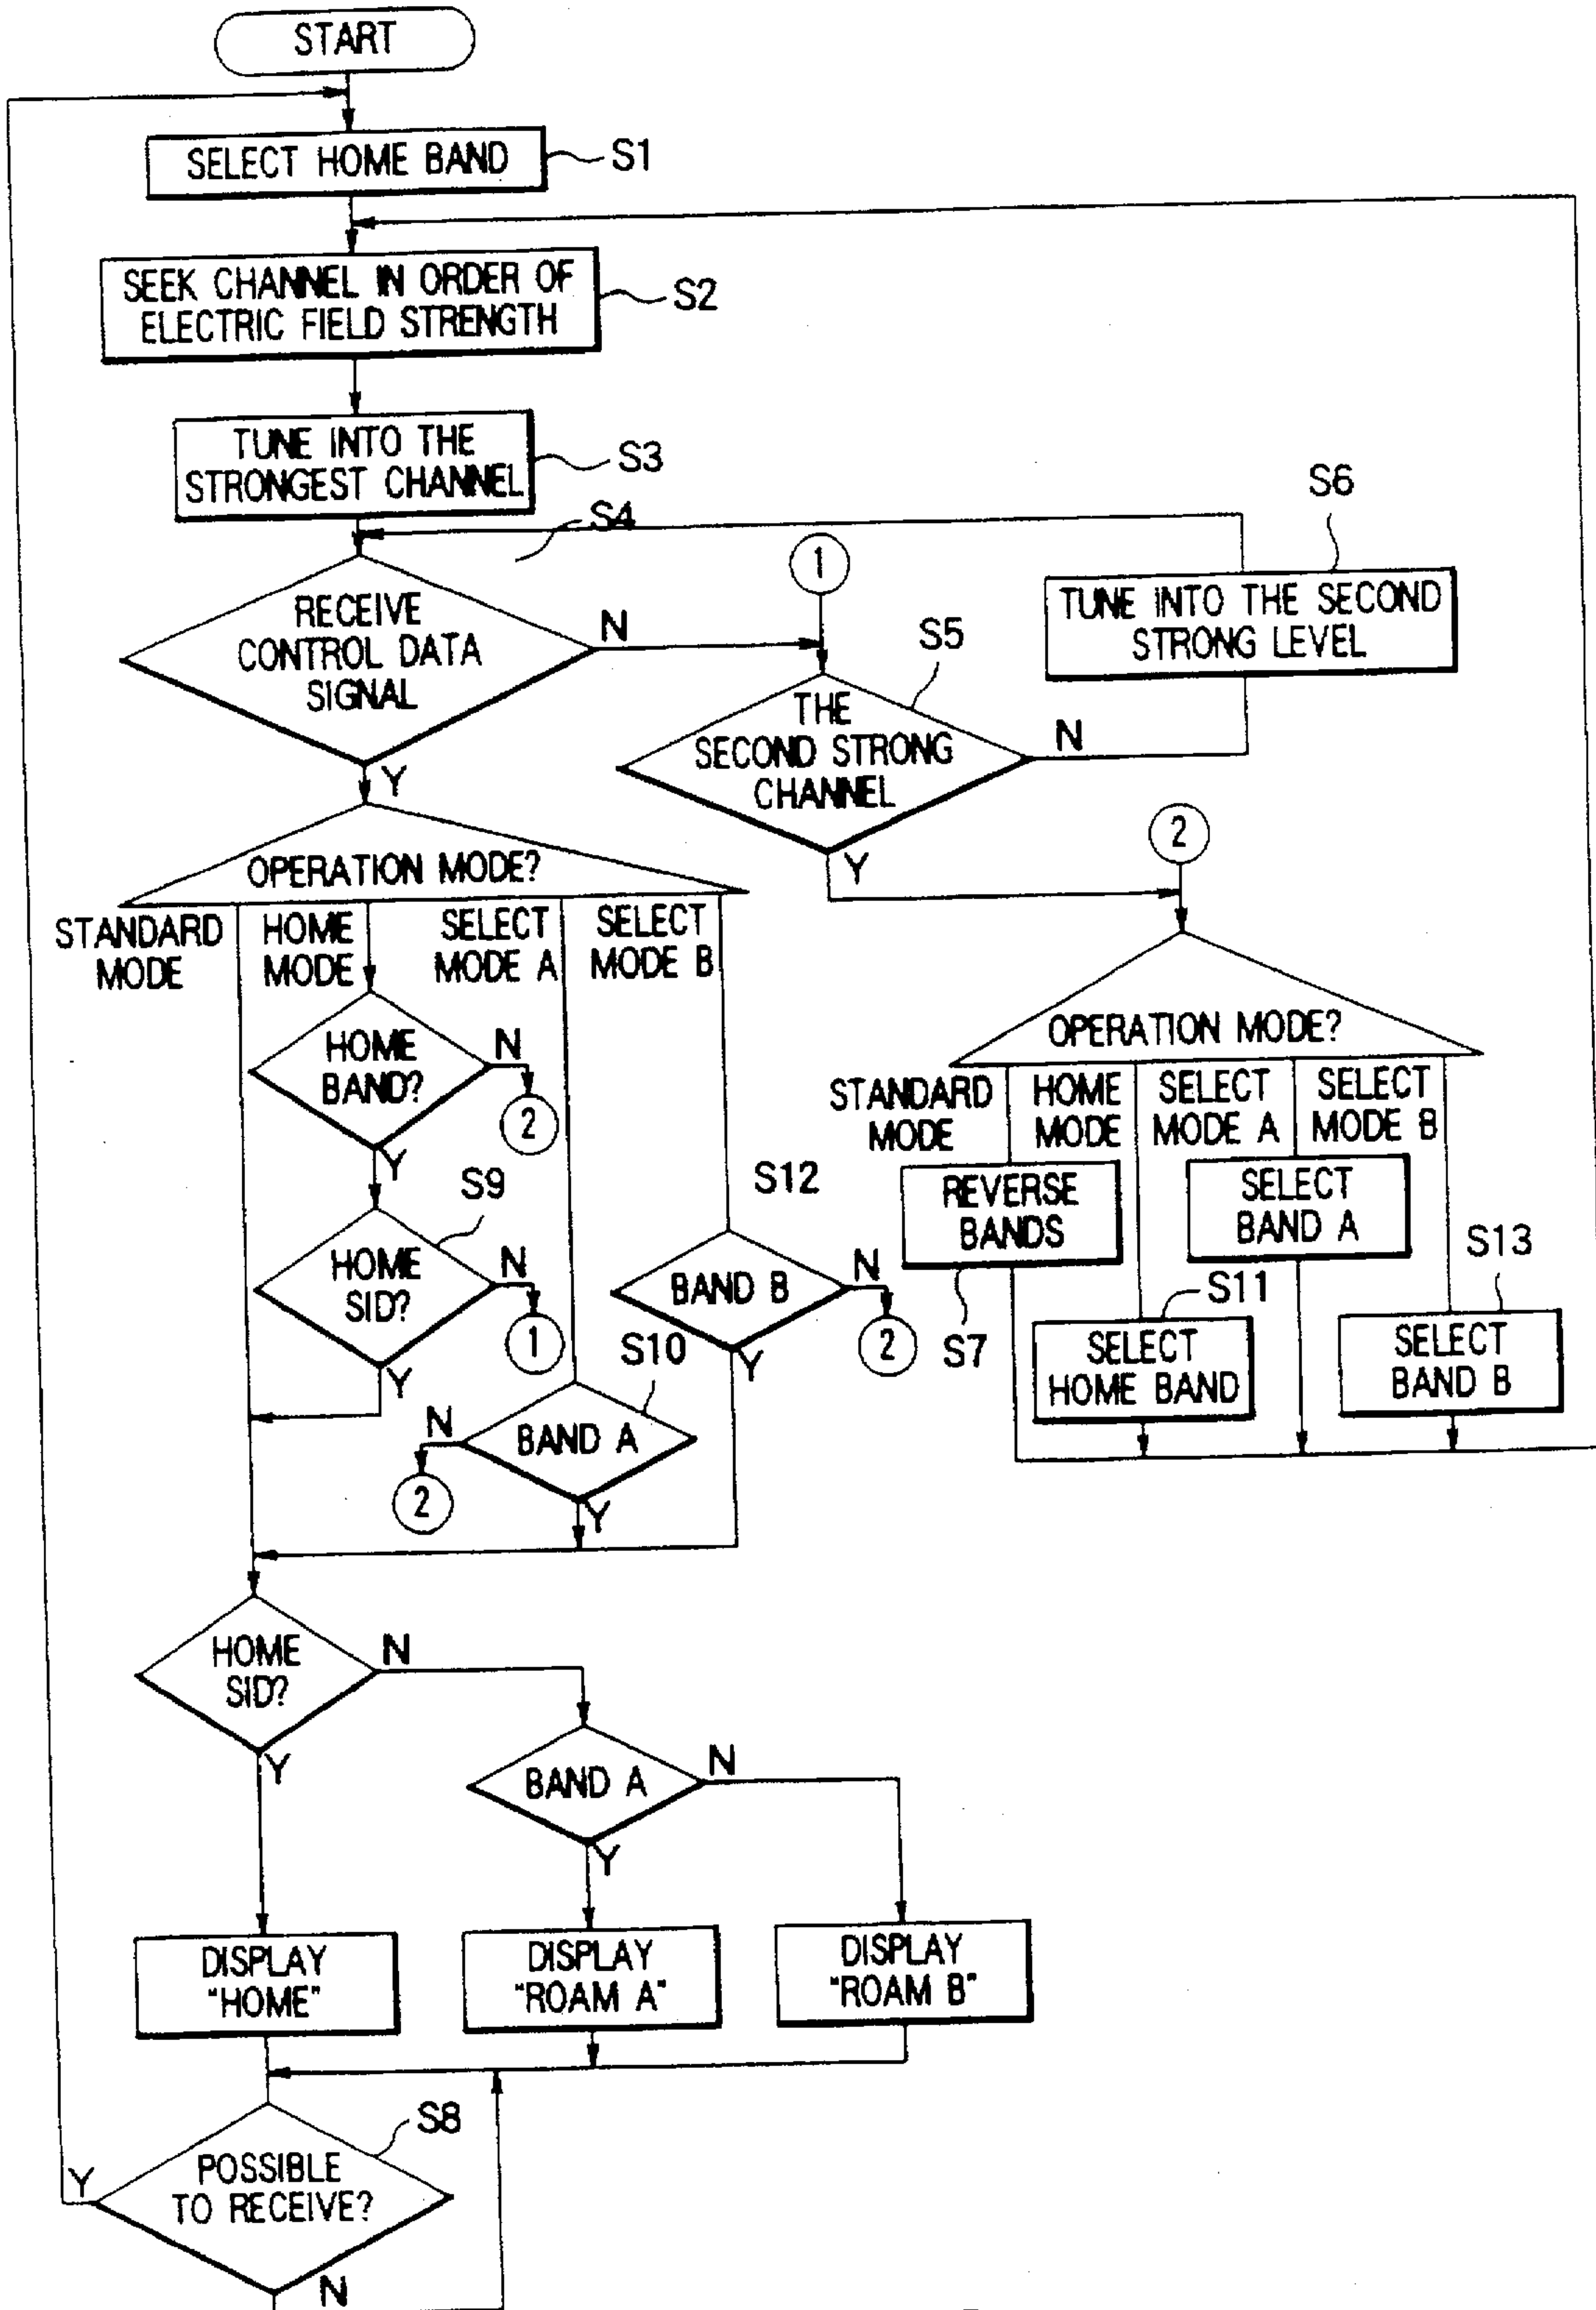 START
SELECT HOME BAND
S1
SEEK CHANNEL IN ORDER OF
ELECTRIC FIELD STRENGTH
S2
TUNE INTO THE
STRONGEST CHANNEL
S3
S4
RECEIVE
CONTROL DATA
SIGNAL
N
Y
1
S5
THE
SECOND STRONG
CHANNEL
N
Y
S6
TUNE INTO THE SECOND
STRONG LEVEL
OPERATION MODE?
STANDARD
MODE
HOME
MODE
SELECT
MODE A
SELECT
MODE B
HOME
BAND?
N
2
Y
S9
HOME
SID?
N
1
Y
S10
BAND A
N
2
Y
S12
BAND B
N
2
Y
2
OPERATION MODE?
STANDARD
MODE
HOME
MODE
SELECT
MODE A
SELECT
MODE B
REVERSE
BANDS
S7
SELECT
BAND A
S11
SELECT
HOME BAND
S13
SELECT
BAND B
HOME
SID?
N
Y
BAND A
N
Y
DISPLAY
"HOME"
DISPLAY
"ROAM A"
DISPLAY
"ROAM B"
S8
POSSIBLE
TO RECEIVE?
Y
N